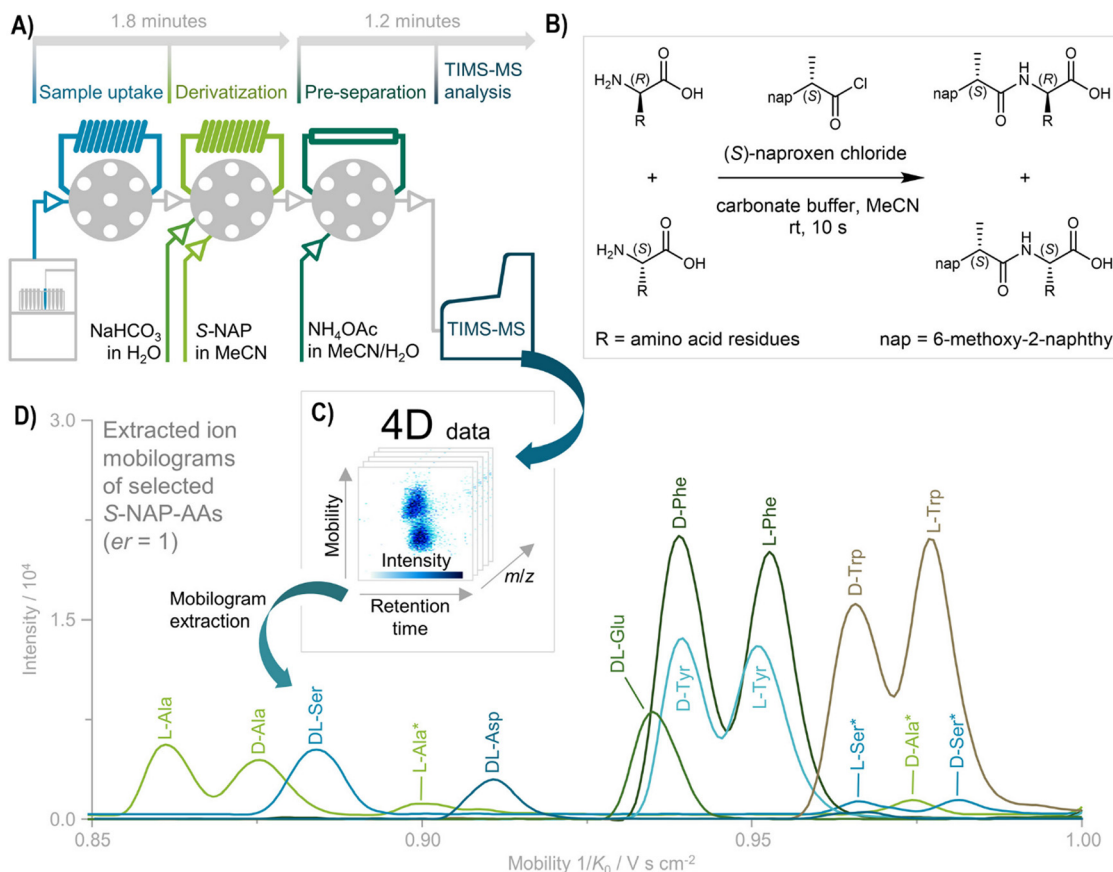 A)
1.8 minutes
1.2 minutes
Sample uptake
Derivatization
Pre-separation
TIMS-MS
analysis
NaHCO3
in H2O
S-NAP
in MeCN
NH4OAc
in MeCN/H2O
TIMS-MS
B)
H2N
(R)
O
OH
R
nap
(S)
Cl
O
nap
(S)
H
N
(R)
O
OH
O
R
(S)-naproxen chloride
+
+
carbonate buffer, MeCN
rt, 10 s
H2N
(S)
O
OH
R
nap
(S)
H
N
(S)
O
OH
O
R
R = amino acid residues
nap = 6-methoxy-2-naphthy
C)
4D data
Mobility
Intensity
m/z
Retention
time
Mobilogram
extraction
D)
Extracted ion
mobilograms
of selected
S-NAP-AAs
(er = 1)
3.0
1.5
0.0
Intensity / 10⁴
L-Ala
D-Ala
DL-Ser
L-Ala*
DL-Asp
DL-Glu
D-Phe
D-Tyr
L-Phe
L-Tyr
D-Trp
L-Trp
L-Ser*
D-Ala*
D-Ser*
0.85
0.90
0.95
1.00
Mobility 1/K0 / V s cm⁻²